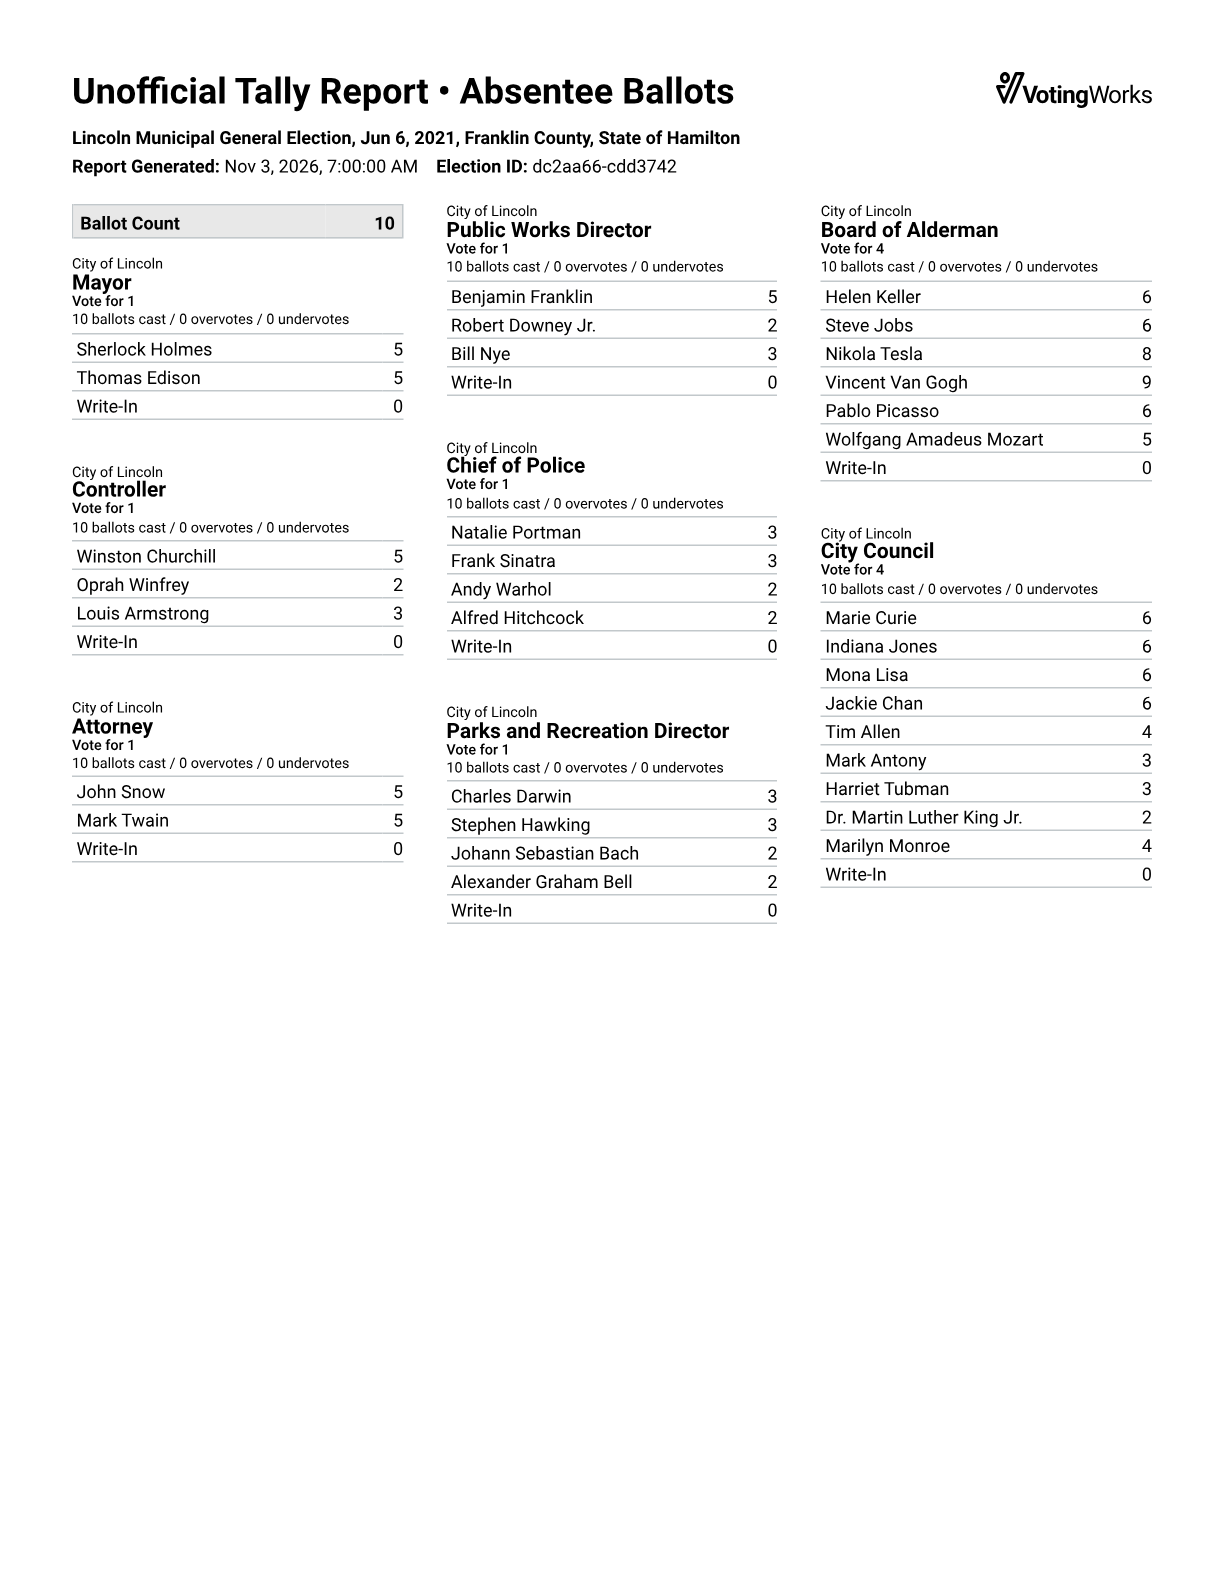 Unofficial Tally Report • Absentee Ballots
VotingWorks
Lincoln Municipal General Election, Jun 6, 2021, Franklin County, State of Hamilton
Report Generated: Nov 3, 2026, 7:00:00 AM Election ID: dc2aa66-cdd3742
Ballot Count 10
City of Lincoln
Mayor
Vote for 1
10 ballots cast / 0 overvotes / 0 undervotes
Sherlock Holmes 5
Thomas Edison 5
Write-In 0
City of Lincoln
Controller
Vote for 1
10 ballots cast / 0 overvotes / 0 undervotes
Winston Churchill 5
Oprah Winfrey 2
Louis Armstrong 3
Write-In 0
City of Lincoln
Attorney
Vote for 1
10 ballots cast / 0 overvotes / 0 undervotes
John Snow 5
Mark Twain 5
Write-In 0
City of Lincoln
Public Works Director
Vote for 1
10 ballots cast / 0 overvotes / 0 undervotes
Benjamin Franklin 5
Robert Downey Jr. 2
Bill Nye 3
Write-In 0
City of Lincoln
Chief of Police
Vote for 1
10 ballots cast / 0 overvotes / 0 undervotes
Natalie Portman 3
Frank Sinatra 3
Andy Warhol 2
Alfred Hitchcock 2
Write-In 0
City of Lincoln
Parks and Recreation Director
Vote for 1
10 ballots cast / 0 overvotes / 0 undervotes
Charles Darwin 3
Stephen Hawking 3
Johann Sebastian Bach 2
Alexander Graham Bell 2
Write-In 0
City of Lincoln
Board of Alderman
Vote for 4
10 ballots cast / 0 overvotes / 0 undervotes
Helen Keller 6
Steve Jobs 6
Nikola Tesla 8
Vincent Van Gogh 9
Pablo Picasso 6
Wolfgang Amadeus Mozart 5
Write-In 0
City of Lincoln
City Council
Vote for 4
10 ballots cast / 0 overvotes / 0 undervotes
Marie Curie 6
Indiana Jones 6
Mona Lisa 6
Jackie Chan 6
Tim Allen 4
Mark Antony 3
Harriet Tubman 3
Dr. Martin Luther King Jr. 2
Marilyn Monroe 4
Write-In 0